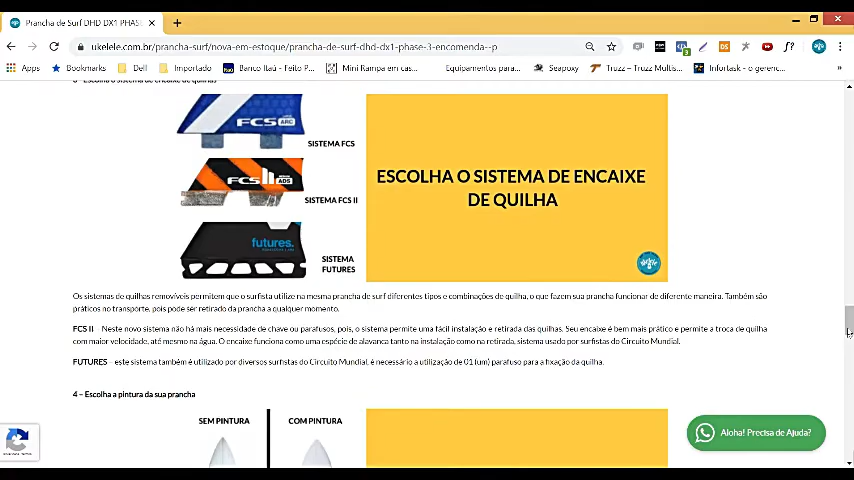 Prancha de Surf DHD DX1 PHAS
ukelele.com.br/prancha-surf/nova-em-estoque/prancha-de-surf-dhd-dx1-phase-3-encomenda--p
Apps Bookmarks Dell Importado Banco Itaú - Feito P... Mini Rampa em cas... Equipamentos para... Seapoxy Truzz – Truzz Multis... Infortask - o gerenc... »
3 – Escolha o sistema de encaixe de quilhas
FCS ARC
SISTEMA FCS
FCS II ADS
SISTEMA FCS II
futures.
SISTEMA
FUTURES
ESCOLHA O SISTEMA DE ENCAIXE
DE QUILHA
Os sistemas de quilhas removíveis permitem que o surfista utilize na mesma prancha de surf diferentes tipos e combinações de quilha, o que fazem sua prancha funcionar de diferente maneira. Também são
práticos no transporte, pois pode ser retirado da prancha a qualquer momento.
FCS II – Neste novo sistema não há mais necessidade de chave ou parafusos, pois, o sistema permite uma fácil instalação e retirada das quilhas. Seu encaixe é bem mais prático e permite a troca de quilha
com maior velocidade, até mesmo na água. O encaixe funciona como uma espécie de alavanca tanto na instalação como na retirada, sistema usado por surfistas do Circuito Mundial.
FUTURES – este sistema também é utilizado por diversos surfistas do Circuito Mundial, é necessário a utilização de 01 (um) parafuso para a fixação da quilha.
4 – Escolha a pintura da sua prancha
SEM PINTURA
COM PINTURA
Aloha! Precisa de Ajuda?